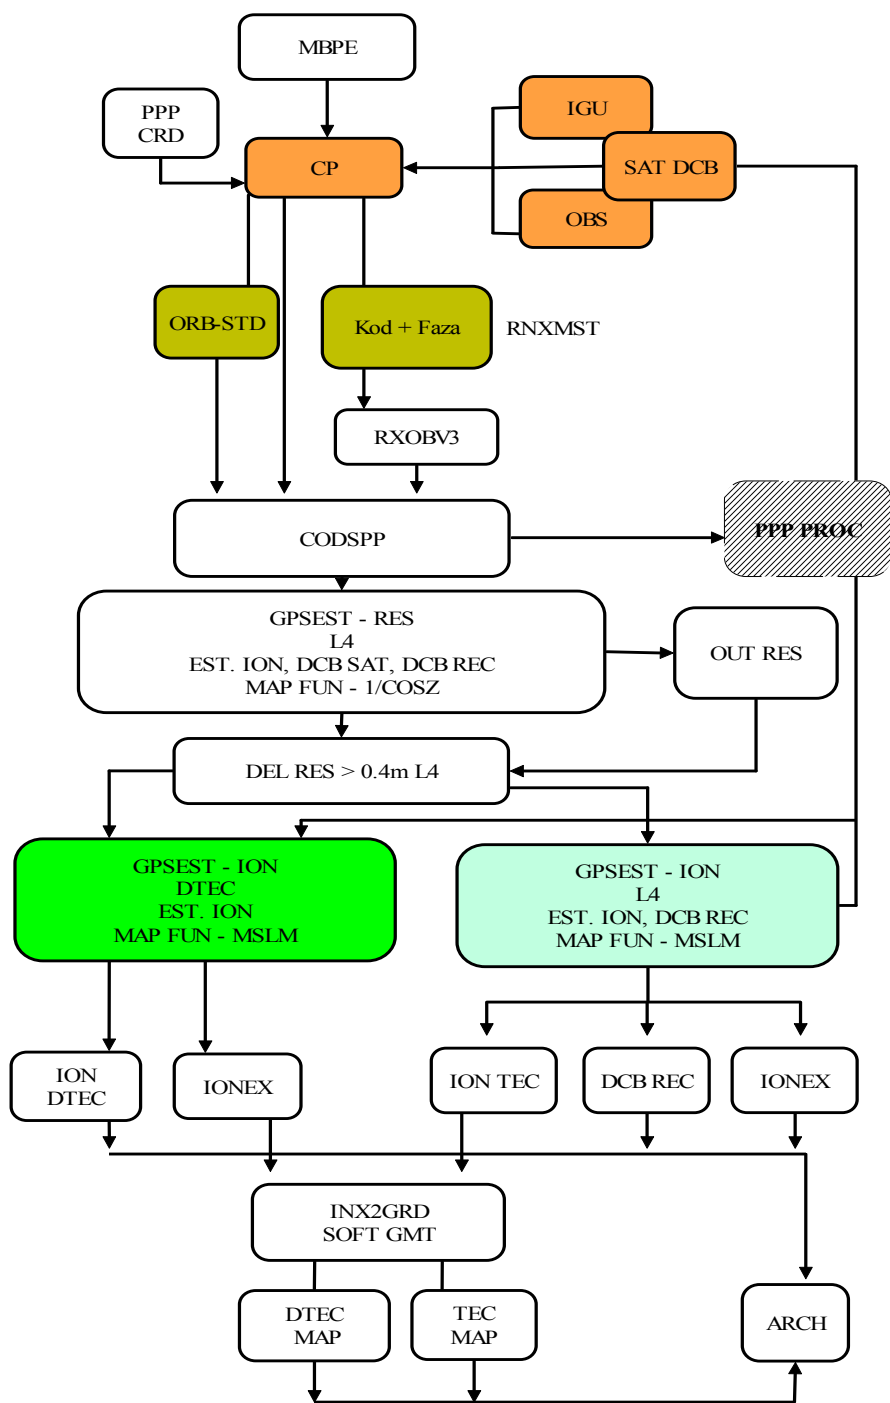 MBPE
PPP
CRD
IGU
CP
SAT DCB
OBS
ORB-STD
Kod + Faza
RNXMST
RXOBV3
CODSPP
PPP PROC
GPSEST - RES
L4
EST. ION, DCB SAT, DCB REC
MAP FUN - 1/COSZ
OUT RES
DEL RES > 0.4m L4
GPSEST - ION
DTEC
EST. ION
MAP FUN - MSLM
GPSEST - ION
L4
EST. ION, DCB REC
MAP FUN - MSLM
ION
DTEC
IONEX
ION TEC
DCB REC
IONEX
INX2GRD
SOFT GMT
DTEC
MAP
TEC
MAP
ARCH